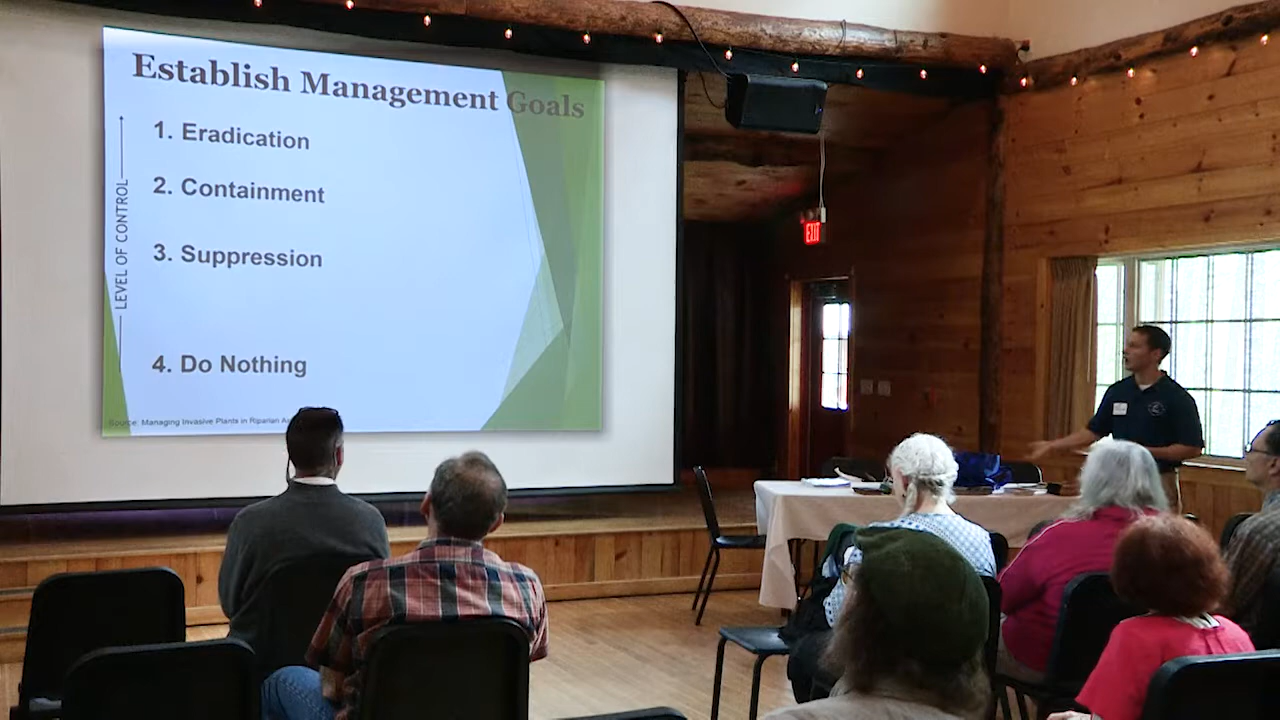 Establish Management Goals
1. Eradication
2. Containment
3. Suppression
4. Do Nothing
LEVEL OF CONTROL
Source: Managing Invasive Plants in Riparian
EXIT